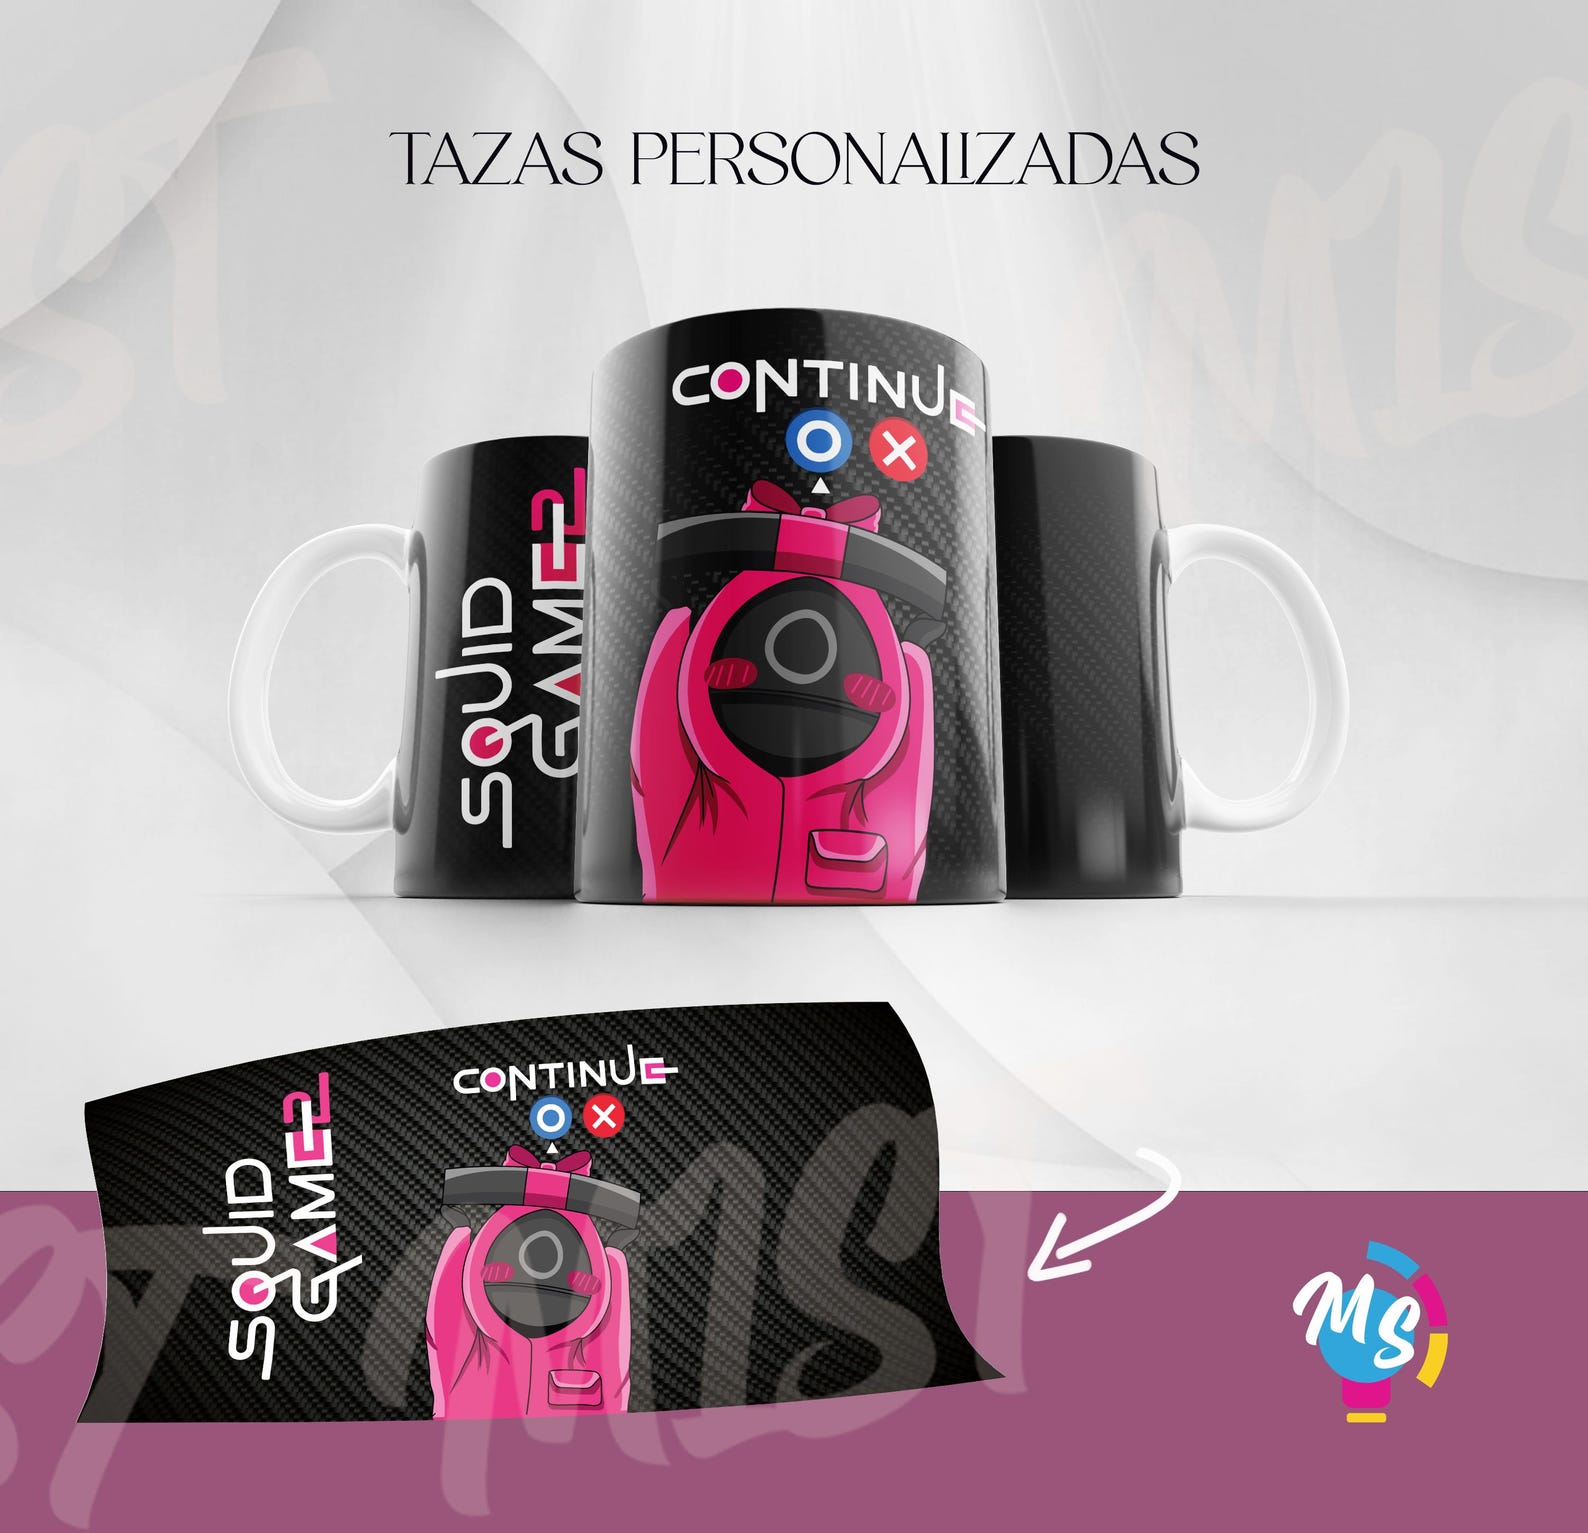 TAZAS PERSONALIZADAS
CONTINUE
SQUID
GAME2
CONTINUE
SQUID
GAME2
MS